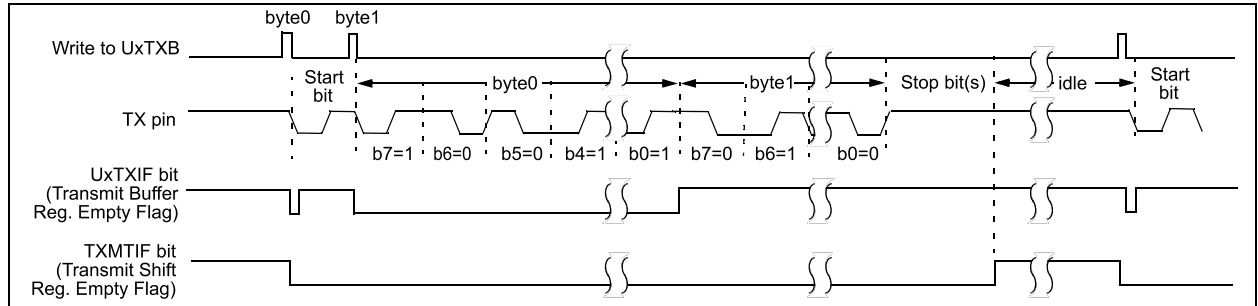 byte0 byte1
Write to UxTXB
Start bit
byte0
byte1
Stop bit(s)
idle
Start bit
TX pin
b7=1 b6=0 b5=0 b4=1 b0=1 b7=0 b6=1 b0=0
UxTXIF bit
(Transmit Buffer
Reg. Empty Flag)
TXMTIF bit
(Transmit Shift
Reg. Empty Flag)